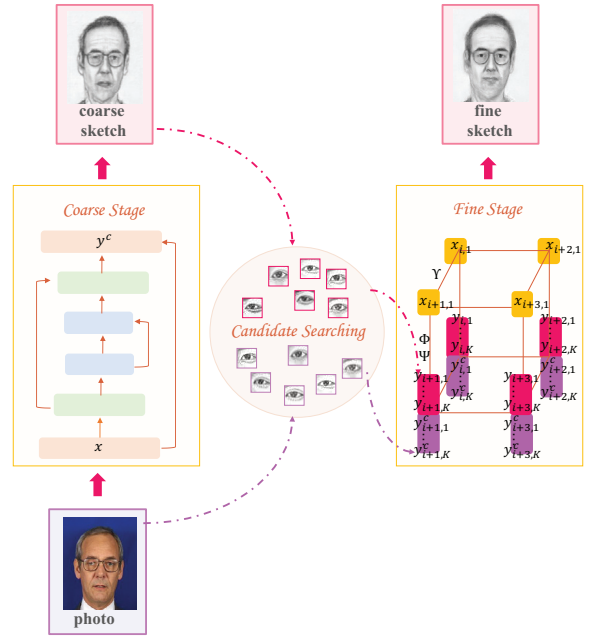 coarse
sketch
fine
sketch
Coarse Stage
y^c
x
photo
Candidate Searching
Fine Stage
x_{i,1}
x_{i+2,1}
ϒ
x_{i+1,1}
x_{i+3,1}
Φ
Ψ
y_{i,1}
⋮
y_{i,K}
y^c_{i,1}
⋮
y^c_{i,K}
y_{i+2,1}
⋮
y_{i+2,K}
y^c_{i+2,1}
⋮
y^c_{i+2,K}
y_{i+1,1}
⋮
y_{i+1,K}
y^c_{i+1,1}
⋮
y^c_{i+1,K}
y_{i+3,1}
⋮
y_{i+3,K}
y^c_{i+3,1}
⋮
y^c_{i+3,K}